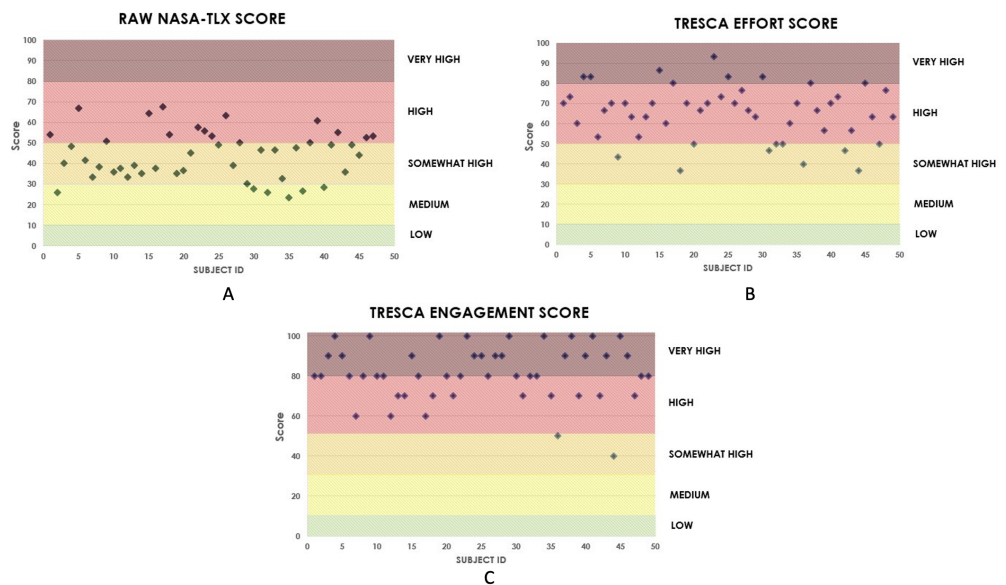 RAW NASA-TLX SCORE
Score
100
90
80
70
60
50
40
30
20
10
0
VERY HIGH
HIGH
SOMEWHAT HIGH
MEDIUM
LOW
0 5 10 15 20 25 30 35 40 45 50
SUBJECT ID
A
TRESCA EFFORT SCORE
Score
100
90
80
70
60
50
40
30
20
10
0
VERY HIGH
HIGH
SOMEWHAT HIGH
MEDIUM
LOW
0 5 10 15 20 25 30 35 40 45 50
SUBJECT ID
B
TRESCA ENGAGEMENT SCORE
Score
100
80
60
40
20
0
VERY HIGH
HIGH
SOMEWHAT HIGH
MEDIUM
LOW
0 5 10 15 20 25 30 35 40 45 50
SUBJECT ID
C